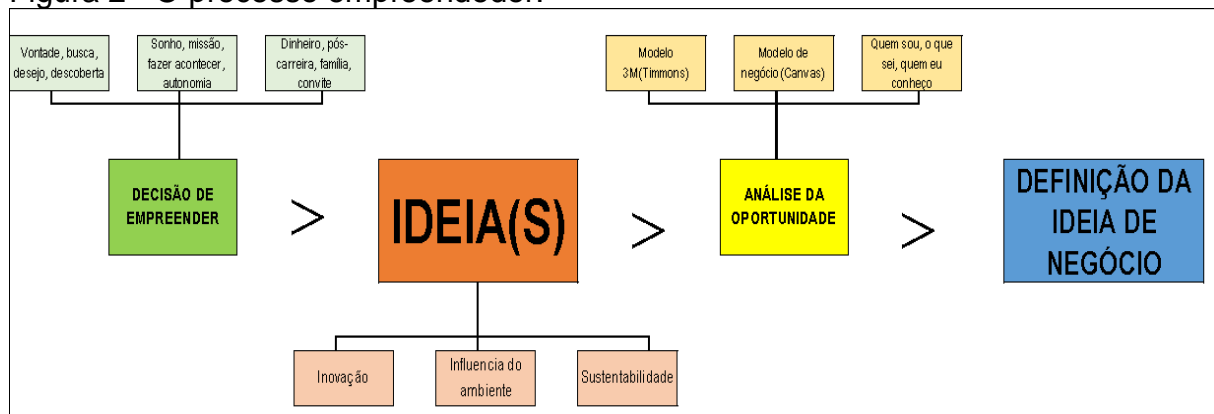 Figura 2 - O processo empreendedor.
Vontade, busca,
desejo, descoberta
Sonho, missão,
fazer acontecer,
autonomia
Dinheiro, pós-
carreira, família,
convite
Modelo
3M(Timmons)
Modelo de
negócio(Canvas)
Quem sou, o que
sei, quem eu
conheço
DECISÃO DE
EMPREENDER
>
IDEIA(S)
>
ANÁLISE DA
OPORTUNIDADE
>
DEFINIÇÃO DA
IDEIA DE
NEGÓCIO
Inovação
Influencia do
ambiente
Sustentabilidade